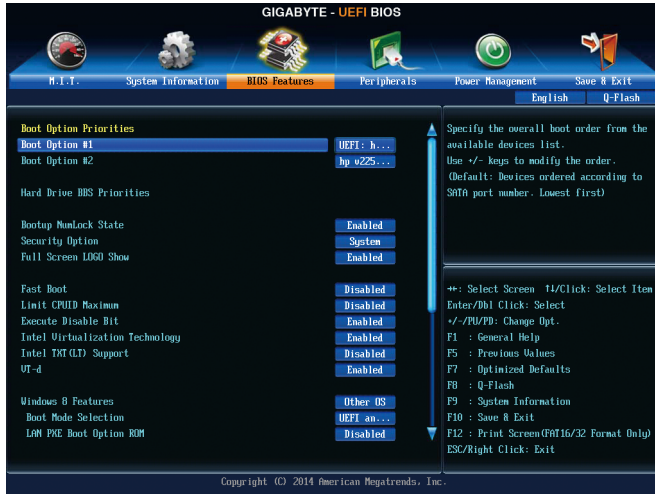 GIGABYTE - UEFI BIOS
M.I.T. System Information BIOS Features Peripherals Power Management Save & Exit
English Q-Flash
Boot Option Priorities
Boot Option #1 UEFI: h...
Boot Option #2 hp v225...
Hard Drive BBS Priorities
Bootup NumLock State Enabled
Security Option System
Full Screen LOGO Show Enabled
Fast Boot Disabled
Limit CPUID Maximum Disabled
Execute Disable Bit Enabled
Intel Virtualization Technology Enabled
Intel TXT(LT) Support Disabled
VT-d Enabled
Windows 8 Features Other OS
Boot Mode Selection UEFI an...
LAN PXE Boot Option ROM Disabled
Specify the overall boot order from the
available devices list.
Use +/- keys to modify the order.
(Default: Devices ordered according to
SATA port number. Lowest first)
↔: Select Screen ↑↓/Click: Select Item
Enter/Dbl Click: Select
+/-/PU/PD: Change Opt.
F1 : General Help
F5 : Previous Values
F7 : Optimized Defaults
F8 : Q-Flash
F9 : System Information
F10 : Save & Exit
F12 : Print Screen(FAT16/32 Format Only)
ESC/Right Click: Exit
Copyright (C) 2014 American Megatrends, Inc.